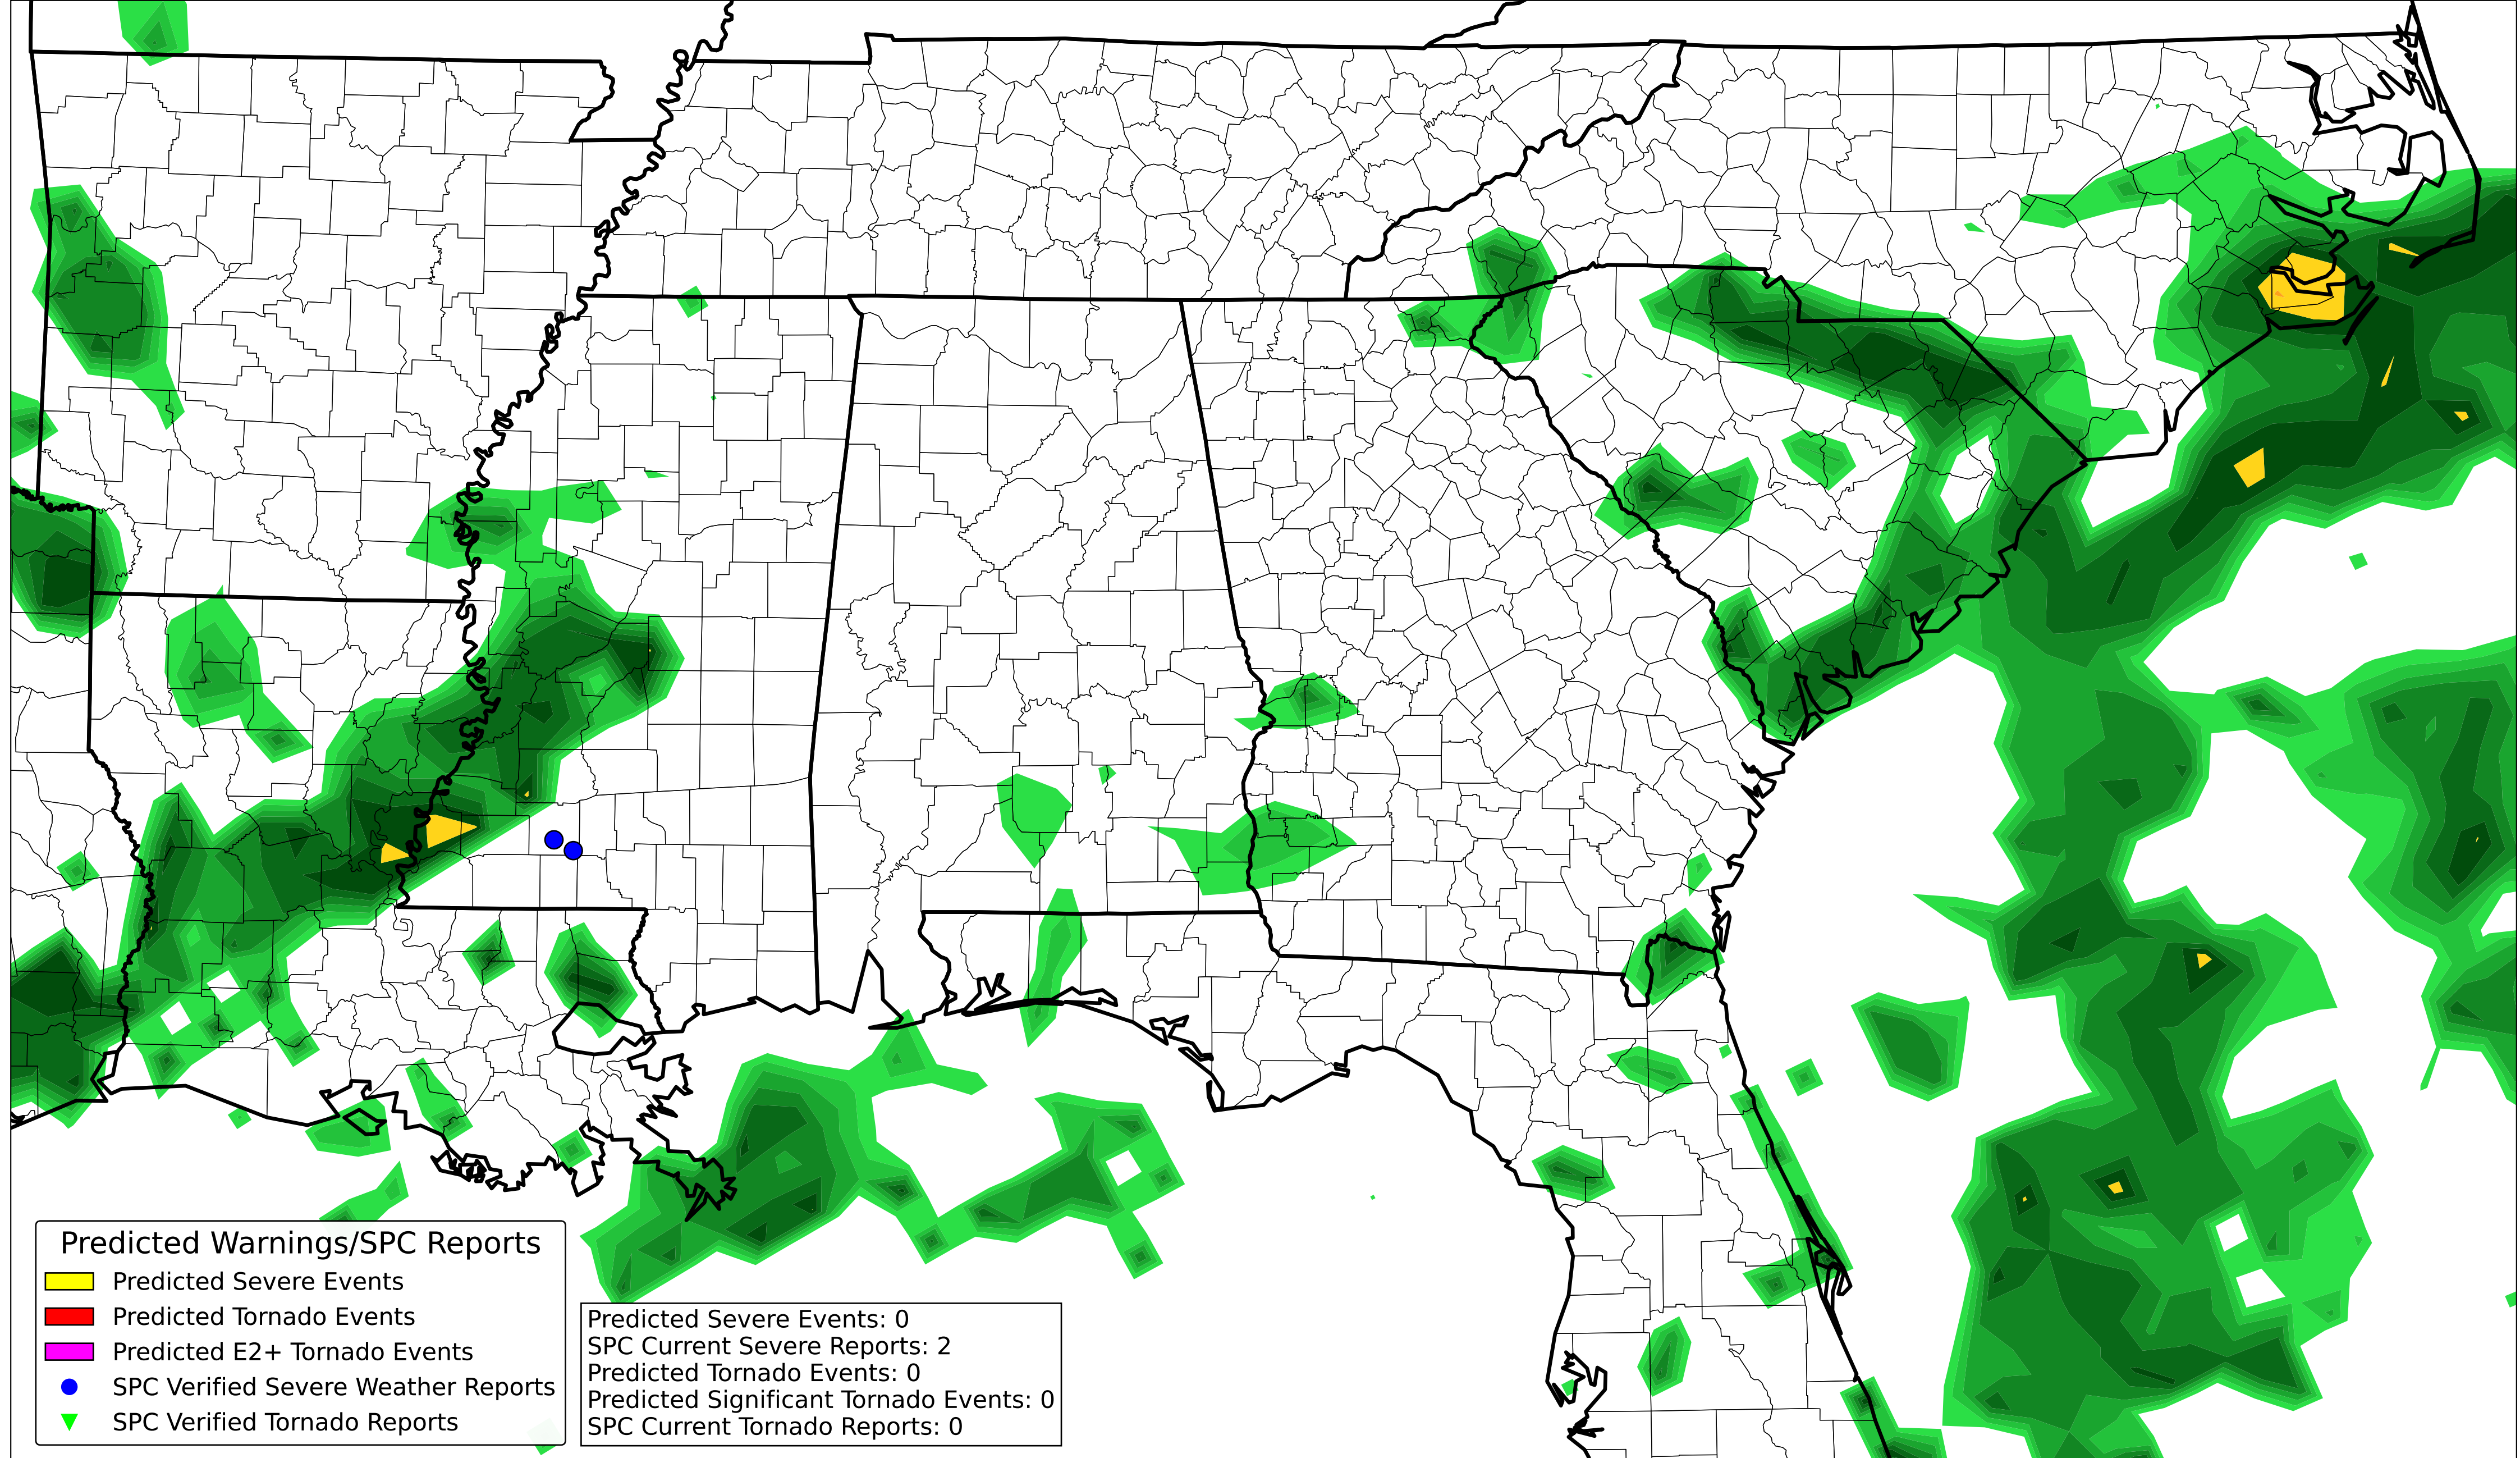 Predicted Warnings/SPC Reports
Predicted Severe Events
Predicted Tornado Events
Predicted E2+ Tornado Events
SPC Verified Severe Weather Reports
SPC Verified Tornado Reports
Predicted Severe Events: 0
SPC Current Severe Reports: 2
Predicted Tornado Events: 0
Predicted Significant Tornado Events: 0
SPC Current Tornado Reports: 0